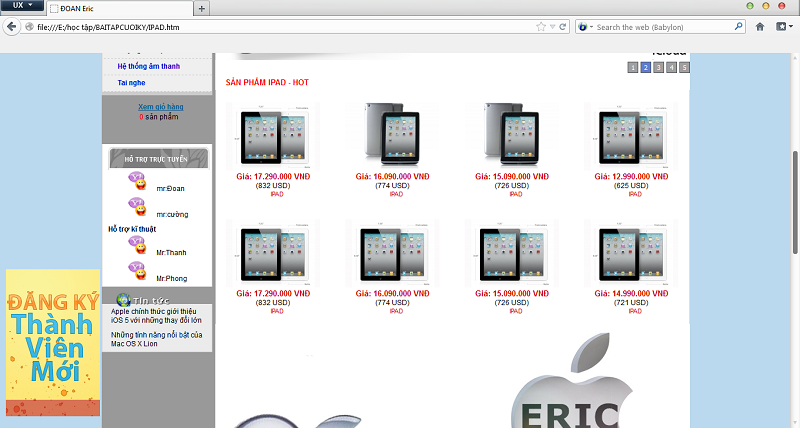 UX
ĐOAN Eric
file:///E:/học tập/BAITAPCUOIKY/IPAD.htm
Search the web (Babylon)
Hệ thống âm thanh
Tai nghe
Xem giỏ hàng
0 sản phẩm
HỖ TRỢ TRỰC TUYẾN
mr.Đoan
mr.cường
Hỗ trợ kĩ thuật
Mr.Thanh
Mr.Phong
Tin tức
Apple chính thức giới thiệu
iOS 5 với những thay đổi lớn
Những tính năng nổi bật của
Mac OS X Lion
ĐĂNG KÝ
Thành
Viên
Mới
iCloud
1 2 3 4 5
SẢN PHẨM IPAD - HOT
Giá: 17.290.000 VNĐ
(832 USD)
IPAD
Giá: 16.090.000 VNĐ
(774 USD)
IPAD
Giá: 15.090.000 VNĐ
(726 USD)
IPAD
Giá: 12.990.000 VNĐ
(625 USD)
IPAD
Giá: 17.290.000 VNĐ
(832 USD)
IPAD
Giá: 16.090.000 VNĐ
(774 USD)
IPAD
Giá: 15.090.000 VNĐ
(726 USD)
IPAD
Giá: 14.990.000 VNĐ
(721 USD)
IPAD
ERIC